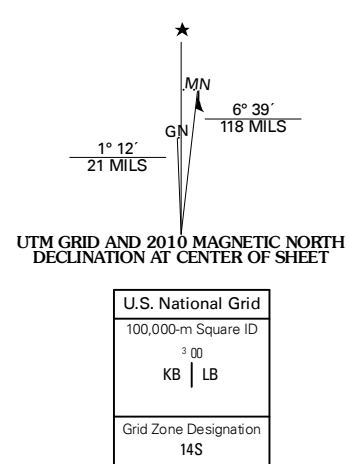 ★
MN
GN
6° 39´
118 MILS
1° 12´
21 MILS
UTM GRID AND 2010 MAGNETIC NORTH
DECLINATION AT CENTER OF SHEET
U.S. National Grid
100,000-m Square ID
3 00
KB | LB
Grid Zone Designation
14S